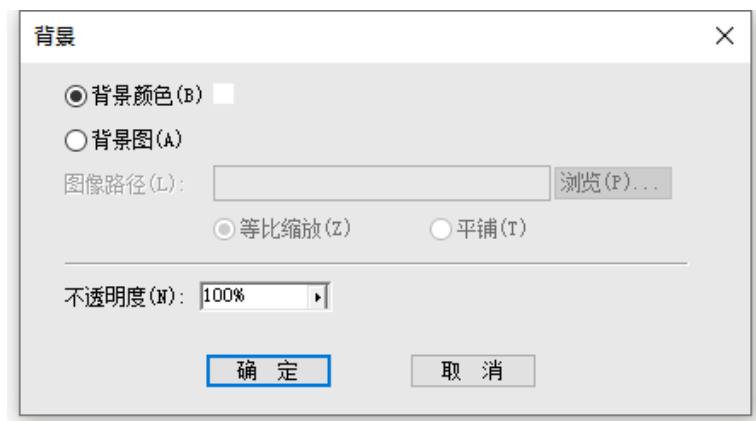 背景
背景颜色(B)
背景图(A)
图像路径(L): 浏览(P)...
等比缩放(Z) 平铺(T)
不透明度(N): 100%
确 定 取 消